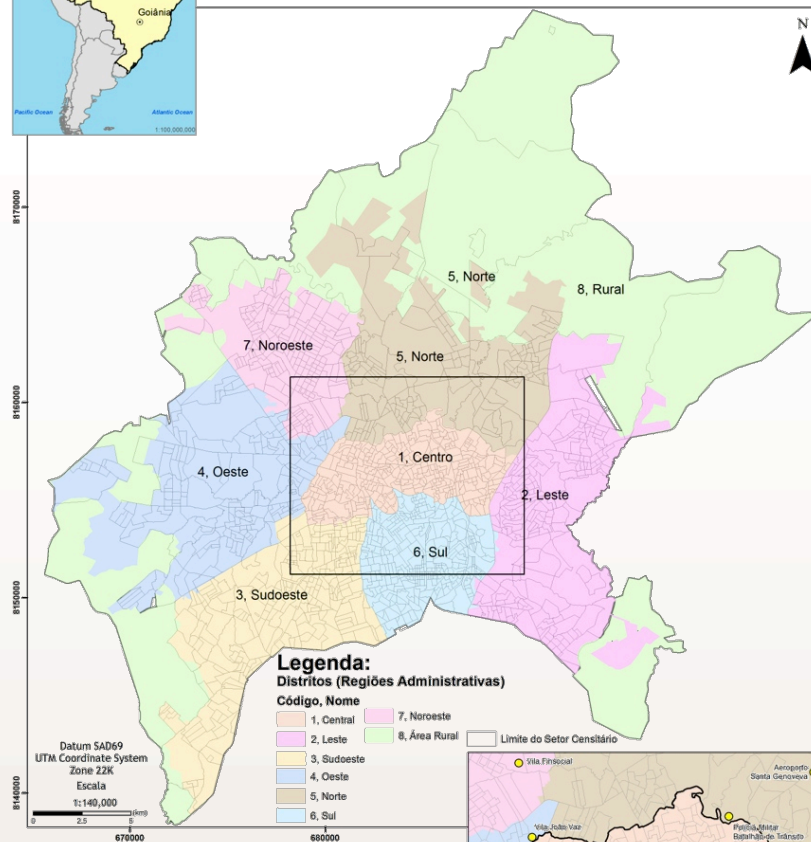 Goiânia
N
Pacific Ocean
Atlantic Ocean
1:100,000,000
8170000
5, Norte
8, Rural
7, Noroeste
5, Norte
8160000
1, Centro
4, Oeste
2, Leste
6, Sul
3, Sudoeste
8150000
Legenda:
Distritos (Regiões Administrativas)
Código, Nome
1, Central
7, Noroeste
2, Leste
8, Área Rural
Limite do Setor Censitário
3, Sudoeste
4, Oeste
5, Norte
6, Sul
Datum SAD69
UTM Coordinate System
Zone 22K
Escala
1:140,000
(km)
0 2.5 5
8140000
670000
680000
Vila Finsocial
Aeroporto
Santa Genoveva
Vila João Vaz
Polícia Militar
Batalhão de Trânsito